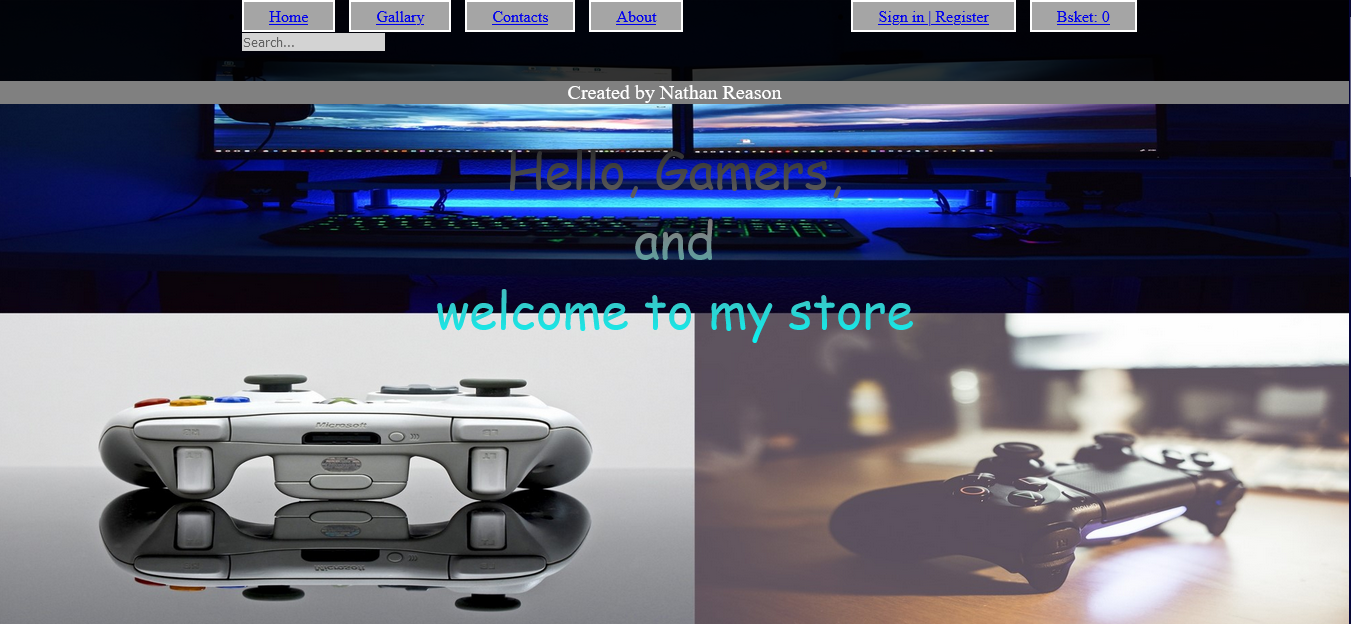 Home Gallary Contacts About Sign in | Register Bsket: 0
Search...
Created by Nathan Reason
Hello, Gamers,
and
welcome to my store
Microsoft